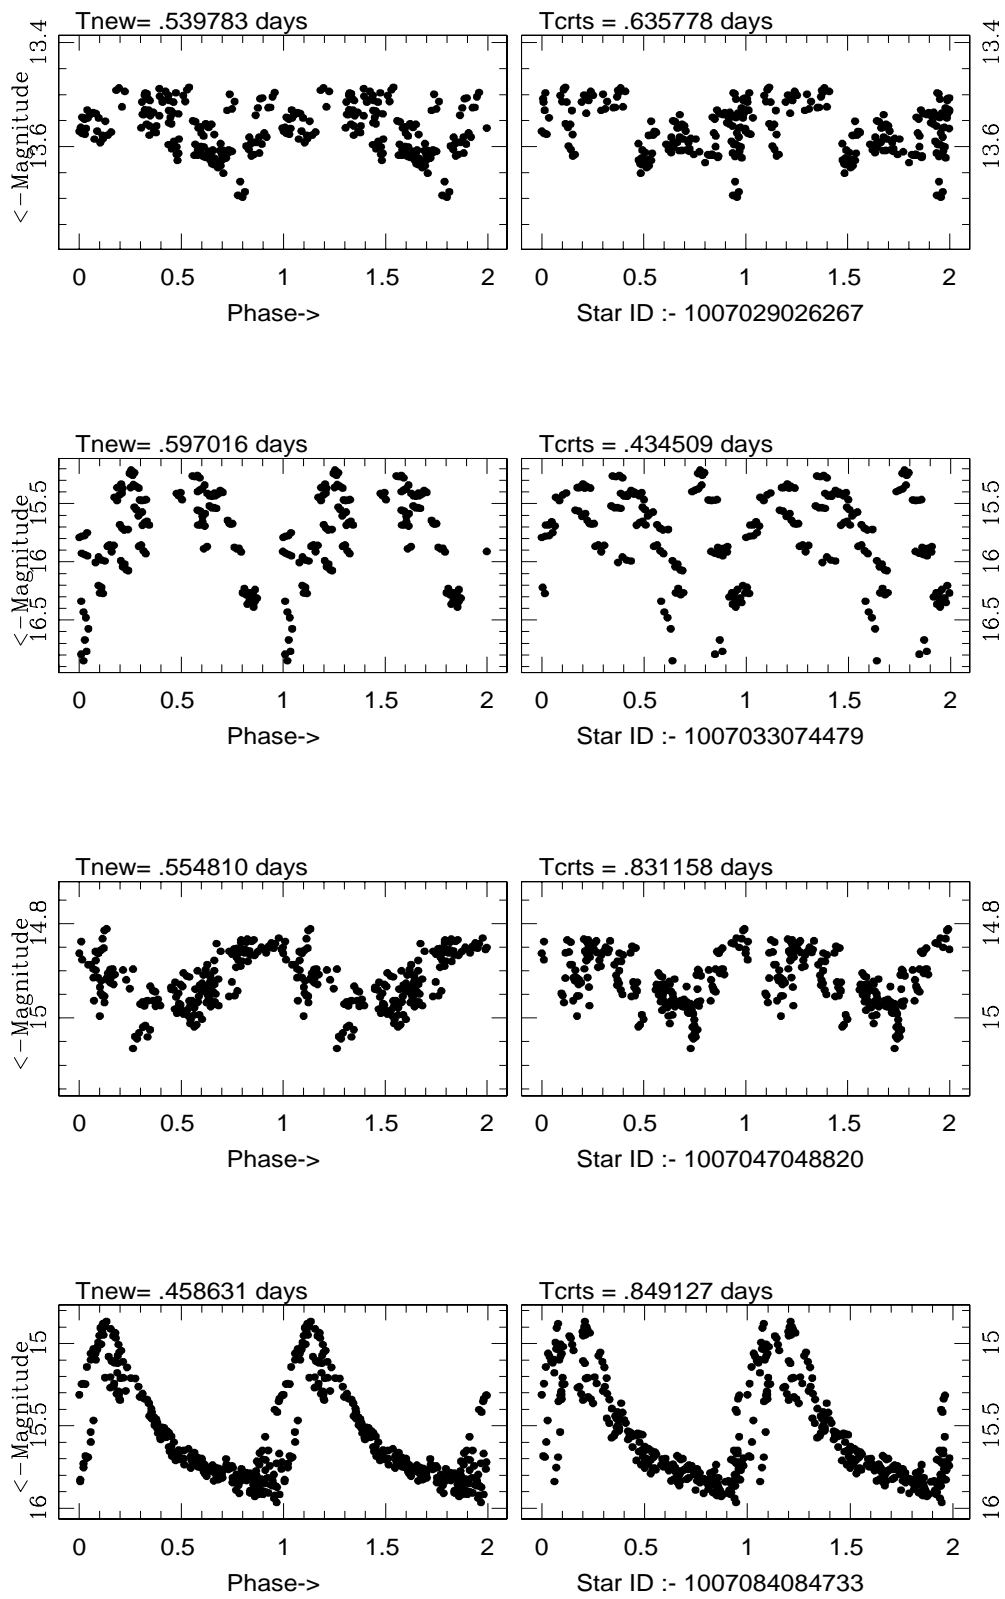 Tnew= .539783 days
Tcrts = .635778 days
<-Magnitude
13.4
13.6
13.4
13.6
0 0.5 1 1.5 2
0 0.5 1 1.5 2
Phase->
Star ID :- 1007029026267
Tnew= .597016 days
Tcrts = .434509 days
<-Magnitude
15.5
16
16.5
15.5
16
16.5
0 0.5 1 1.5 2
0 0.5 1 1.5 2
Phase->
Star ID :- 1007033074479
Tnew= .554810 days
Tcrts = .831158 days
<-Magnitude
14.8
15
14.8
15
0 0.5 1 1.5 2
0 0.5 1 1.5 2
Phase->
Star ID :- 1007047048820
Tnew= .458631 days
Tcrts = .849127 days
<-Magnitude
15
15.5
16
15
15.5
16
0 0.5 1 1.5 2
0 0.5 1 1.5 2
Phase->
Star ID :- 1007084084733